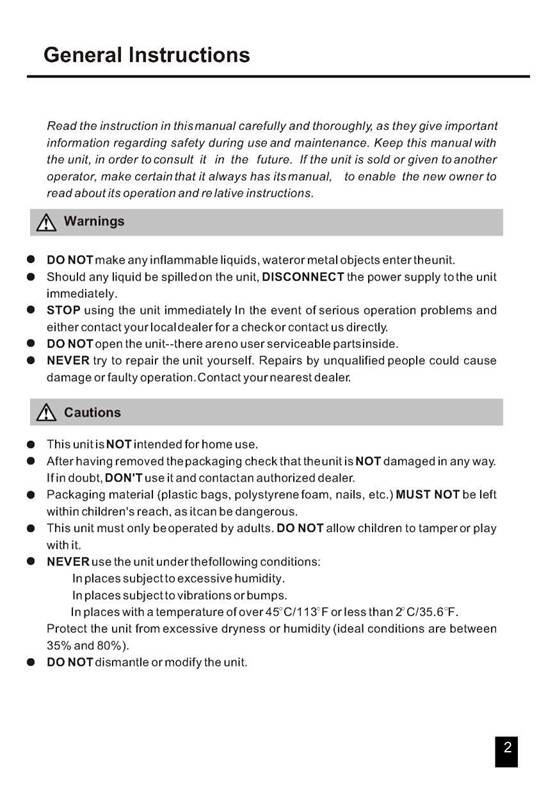 General Instructions
Read the instruction in this manual carefully and thoroughly, as they give important
information regarding safety during use and maintenance. Keep this manual with
the unit, in order to consult it in the future. If the unit is sold or given to another
operator, make certain that it always has its manual, to enable the new owner to
read about its operation and re lative instructions.
Warnings
● DO NOT make any inflammable liquids, water or metal objects enter the unit.
● Should any liquid be spilled on the unit, DISCONNECT the power supply to the unit
immediately.
● STOP using the unit immediately In the event of serious operation problems and
either contact your local dealer for a check or contact us directly.
● DO NOT open the unit--there are no user serviceable parts inside.
● NEVER try to repair the unit yourself. Repairs by unqualified people could cause
damage or faulty operation. Contact your nearest dealer.
Cautions
● This unit is NOT intended for home use.
● After having removed the packaging check that the unit is NOT damaged in any way.
If in doubt, DON'T use it and contact an authorized dealer.
● Packaging material (plastic bags, polystyrene foam, nails, etc.) MUST NOT be left
within children's reach, as it can be dangerous.
● This unit must only be operated by adults. DO NOT allow children to tamper or play
with it.
● NEVER use the unit under the following conditions:
In places subject to excessive humidity.
In places subject to vibrations or bumps.
In places with a temperature of over 45°C/113°F or less than 2°C/35.6°F.
Protect the unit from excessive dryness or humidity (ideal conditions are between
35% and 80%).
● DO NOT dismantle or modify the unit.
2